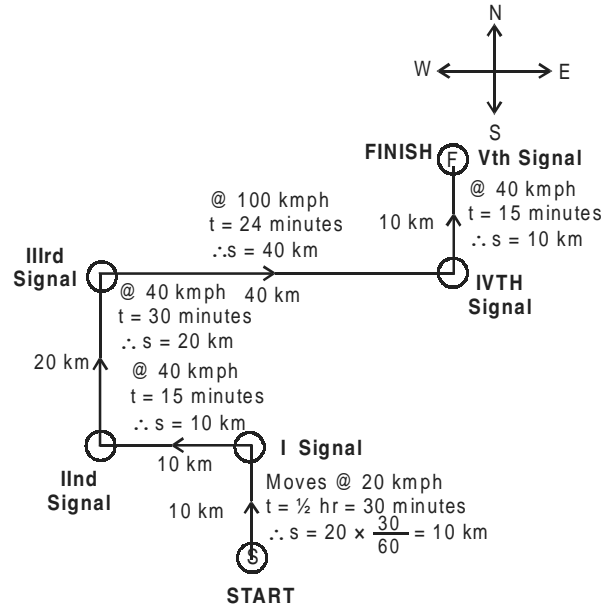 N
W
E
S
FINISH
F
Vth Signal
@ 40 kmph
t = 15 minutes
∴ s = 10 km
10 km
@ 100 kmph
t = 24 minutes
∴s = 40 km
40 km
IVTH
Signal
IIIrd
Signal
@ 40 kmph
t = 30 minutes
∴ s = 20 km
20 km
@ 40 kmph
t = 15 minutes
∴ s = 10 km
IInd
Signal
10 km
I Signal
Moves @ 20 kmph
t = ½ hr = 30 minutes
∴ s = 20 × 30/60 = 10 km
10 km
S
START